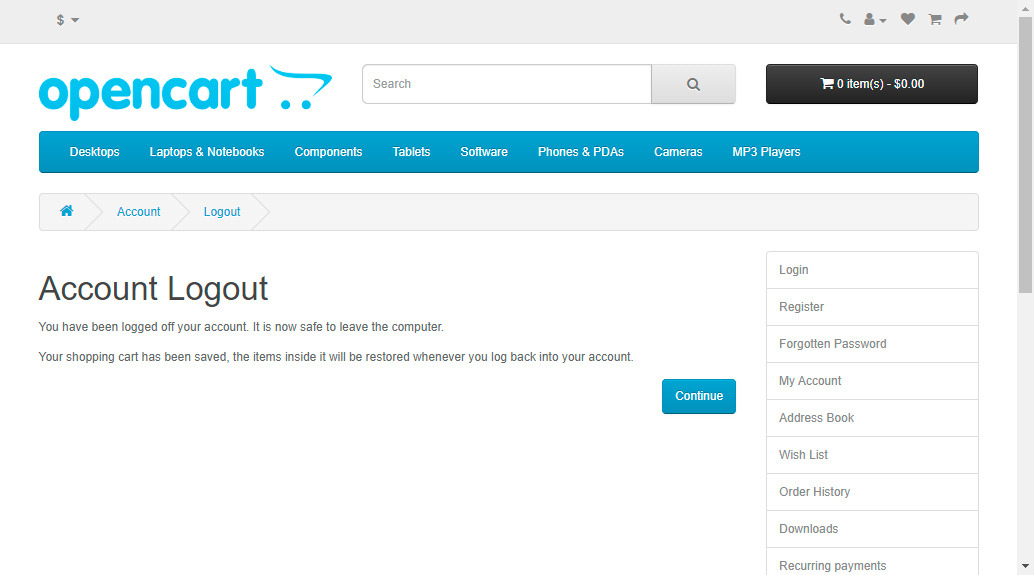 $
opencart
Search
0 item(s) - $0.00
Desktops
Laptops & Notebooks
Components
Tablets
Software
Phones & PDAs
Cameras
MP3 Players
Account
Logout
Account Logout
You have been logged off your account. It is now safe to leave the computer.
Your shopping cart has been saved, the items inside it will be restored whenever you log back into your account.
Continue
Login
Register
Forgotten Password
My Account
Address Book
Wish List
Order History
Downloads
Recurring payments